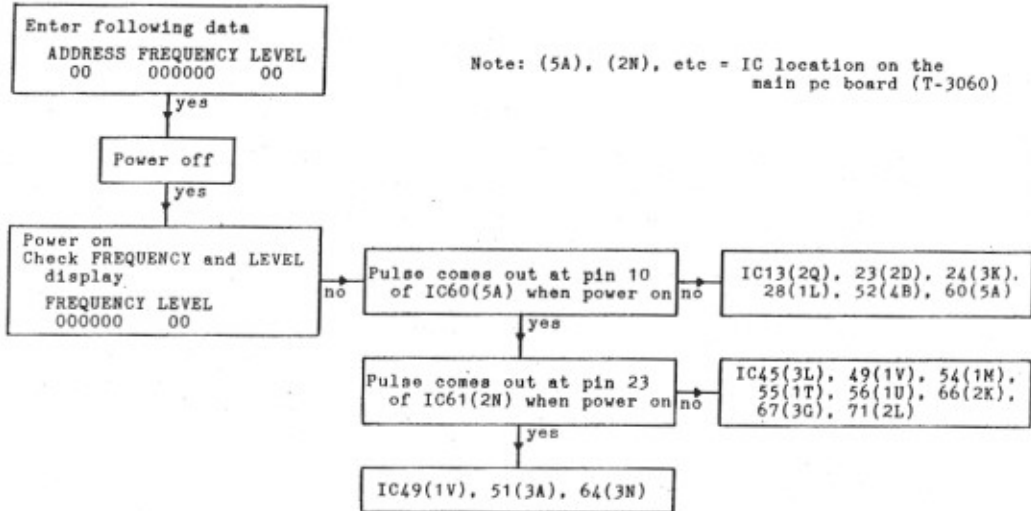 Enter following data
ADDRESS FREQUENCY LEVEL
00 000000 00
Note: (5A), (2N), etc = IC location on the
main pc board (T-3060)
yes
Power off
yes
Power on
Check FREQUENCY and LEVEL
display
FREQUENCY LEVEL
000000 00
no
Pulse comes out at pin 10
of IC60(5A) when power on
no
IC13(2Q), 23(2D), 24(3K).
28(1L), 52(4B), 60(5A)
yes
Pulse comes out at pin 23
of IC61(2N) when power on
no
IC45(3L), 49(1V), 54(1M),
55(1T), 56(1U), 66(2K),
67(3G), 71(2L)
yes
IC49(1V), 51(3A), 64(3N)